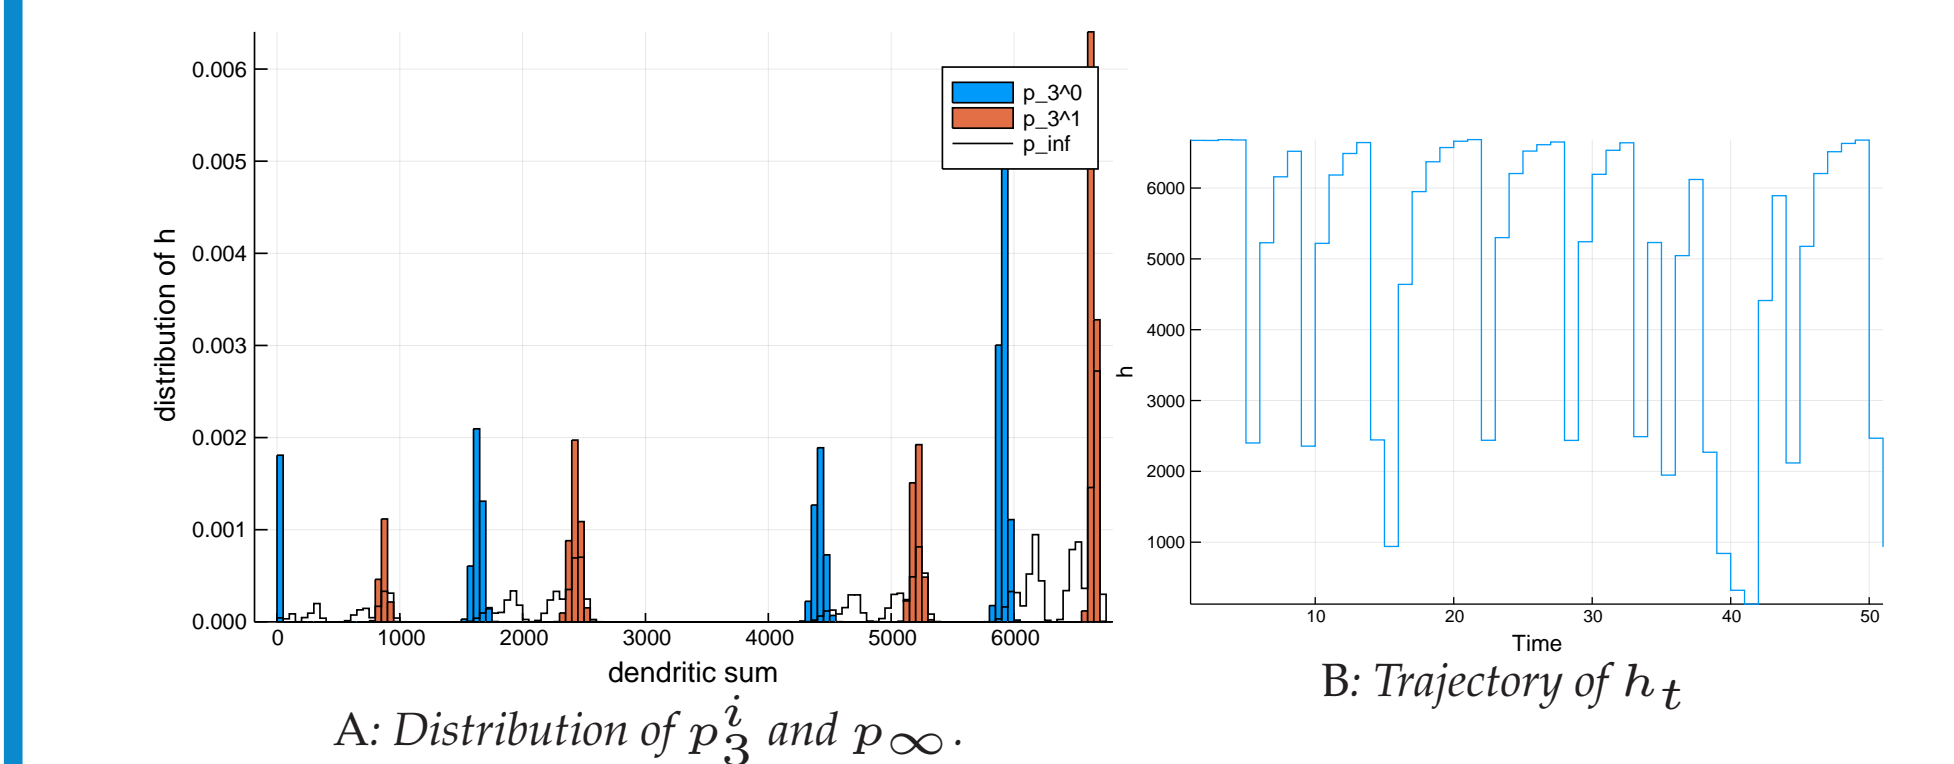 0.006
0.005
0.004
0.003
0.002
0.001
0.000
distribution of h
p_3^0
p_3^1
p_inf
0 1000 2000 3000 4000 5000 6000
dendritic sum
A: Distribution of p_3^i and p_∞.
6000
5000
4000
3000
2000
1000
h
10 20 30 40 50
Time
B: Trajectory of h_t